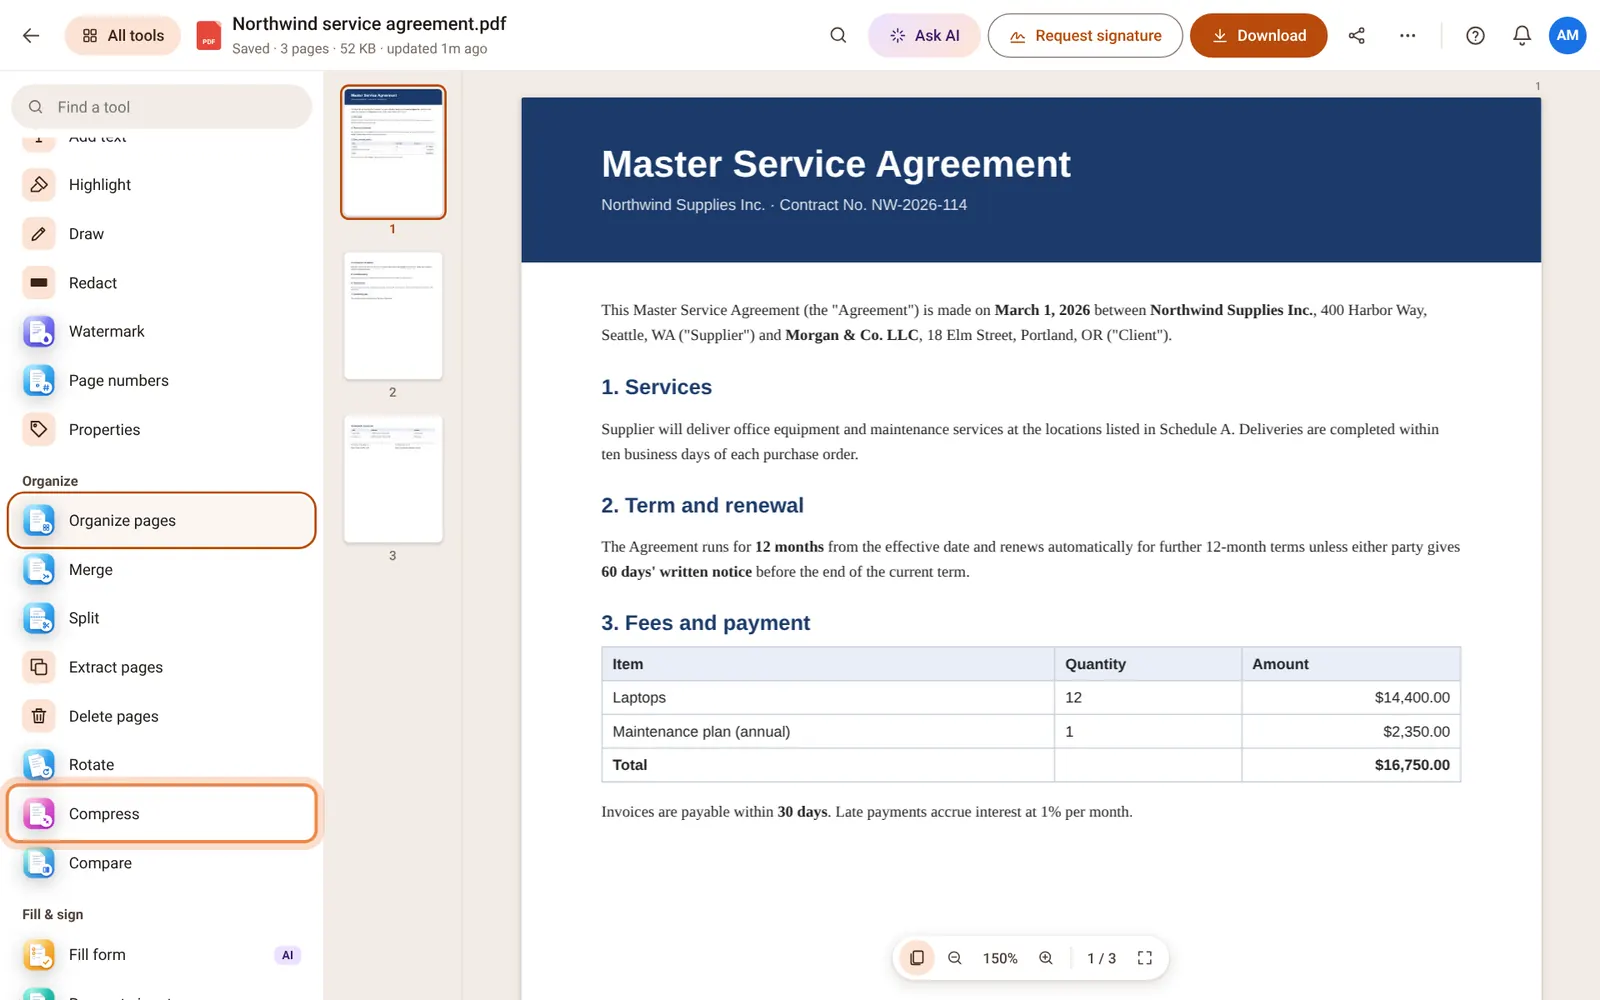 All tools
PDF
Northwind service agreement.pdf
Saved · 3 pages · 52 KB · updated 1m ago
Ask AI
Request signature
Download
AM
Find a tool
Add text
Highlight
Draw
Redact
Watermark
Page numbers
Properties
Organize
Organize pages
Merge
Split
Extract pages
Delete pages
Rotate
Compress
Compare
Fill & sign
Fill form
AI
Master Service Agreement
1
2
3
1
Master Service Agreement
Northwind Supplies Inc. · Contract No. NW-2026-114
This Master Service Agreement (the "Agreement") is made on March 1, 2026 between Northwind Supplies Inc., 400 Harbor Way,
Seattle, WA ("Supplier") and Morgan & Co. LLC, 18 Elm Street, Portland, OR ("Client").
1. Services
Supplier will deliver office equipment and maintenance services at the locations listed in Schedule A. Deliveries are completed within
ten business days of each purchase order.
2. Term and renewal
The Agreement runs for 12 months from the effective date and renews automatically for further 12-month terms unless either party gives
60 days' written notice before the end of the current term.
3. Fees and payment
Item Quantity Amount
Laptops 12 $14,400.00
Maintenance plan (annual) 1 $2,350.00
Total $16,750.00
Invoices are payable within 30 days. Late payments accrue interest at 1% per month.
150%
1 / 3